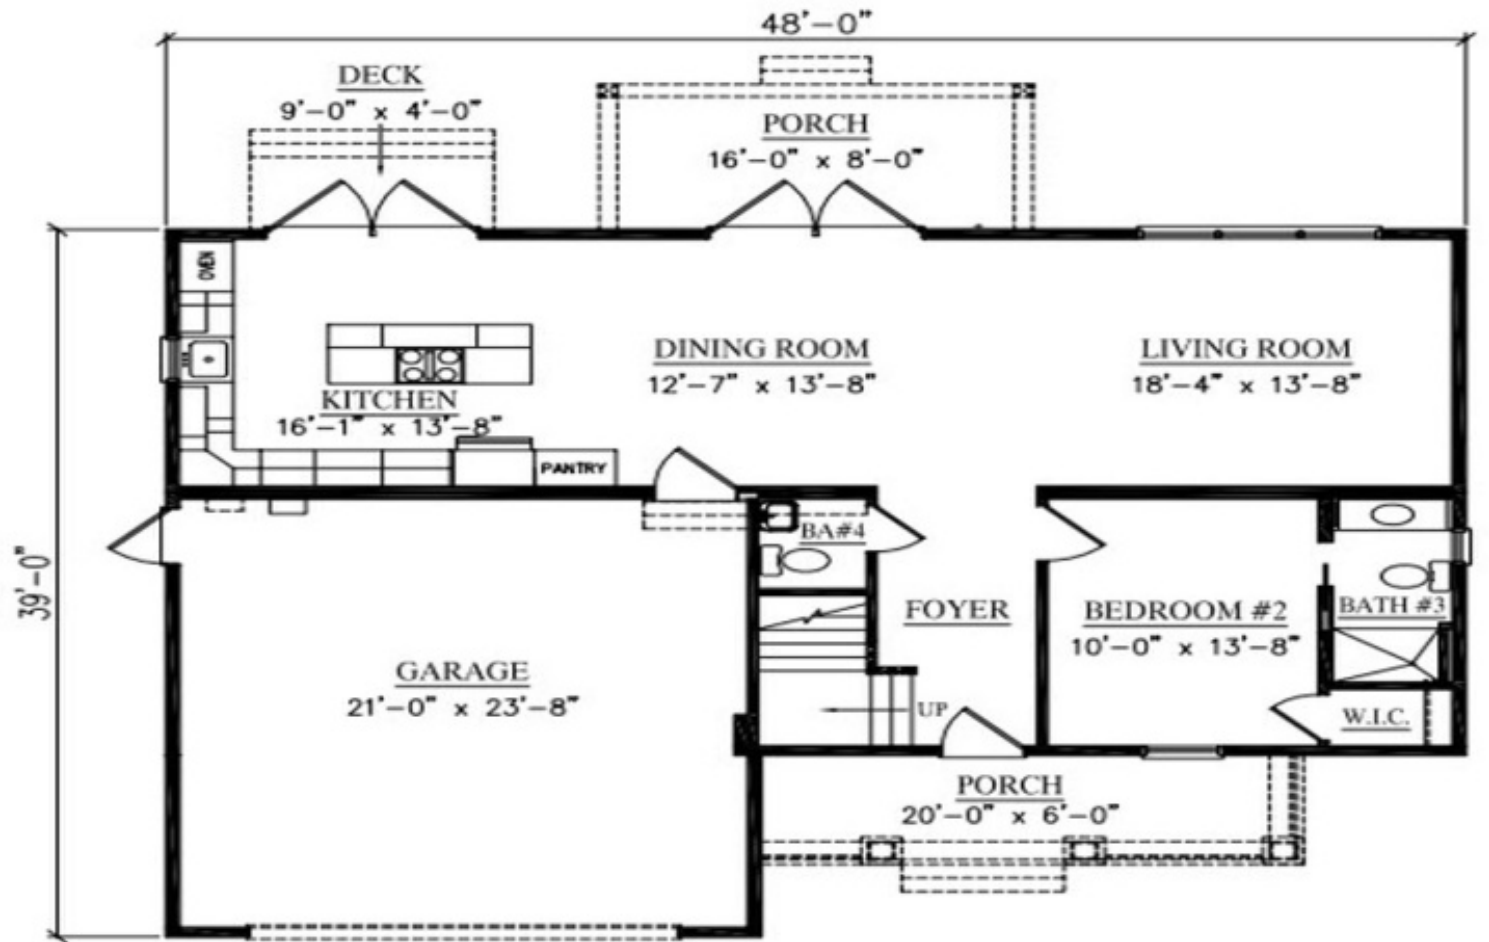 48'-0"
DECK
9'-0" x 4'-0"
PORCH
16'-0" x 8'-0"
OVEN
DINING ROOM
12'-7" x 13'-8"
LIVING ROOM
18'-4" x 13'-8"
KITCHEN
16'-1" x 13'-8"
PANTRY
BA#4
39'-0"
FOYER
BEDROOM #2
10'-0" x 13'-8"
BATH #3
GARAGE
21'-0" x 23'-8"
UP
W.I.C.
PORCH
20'-0" x 6'-0"